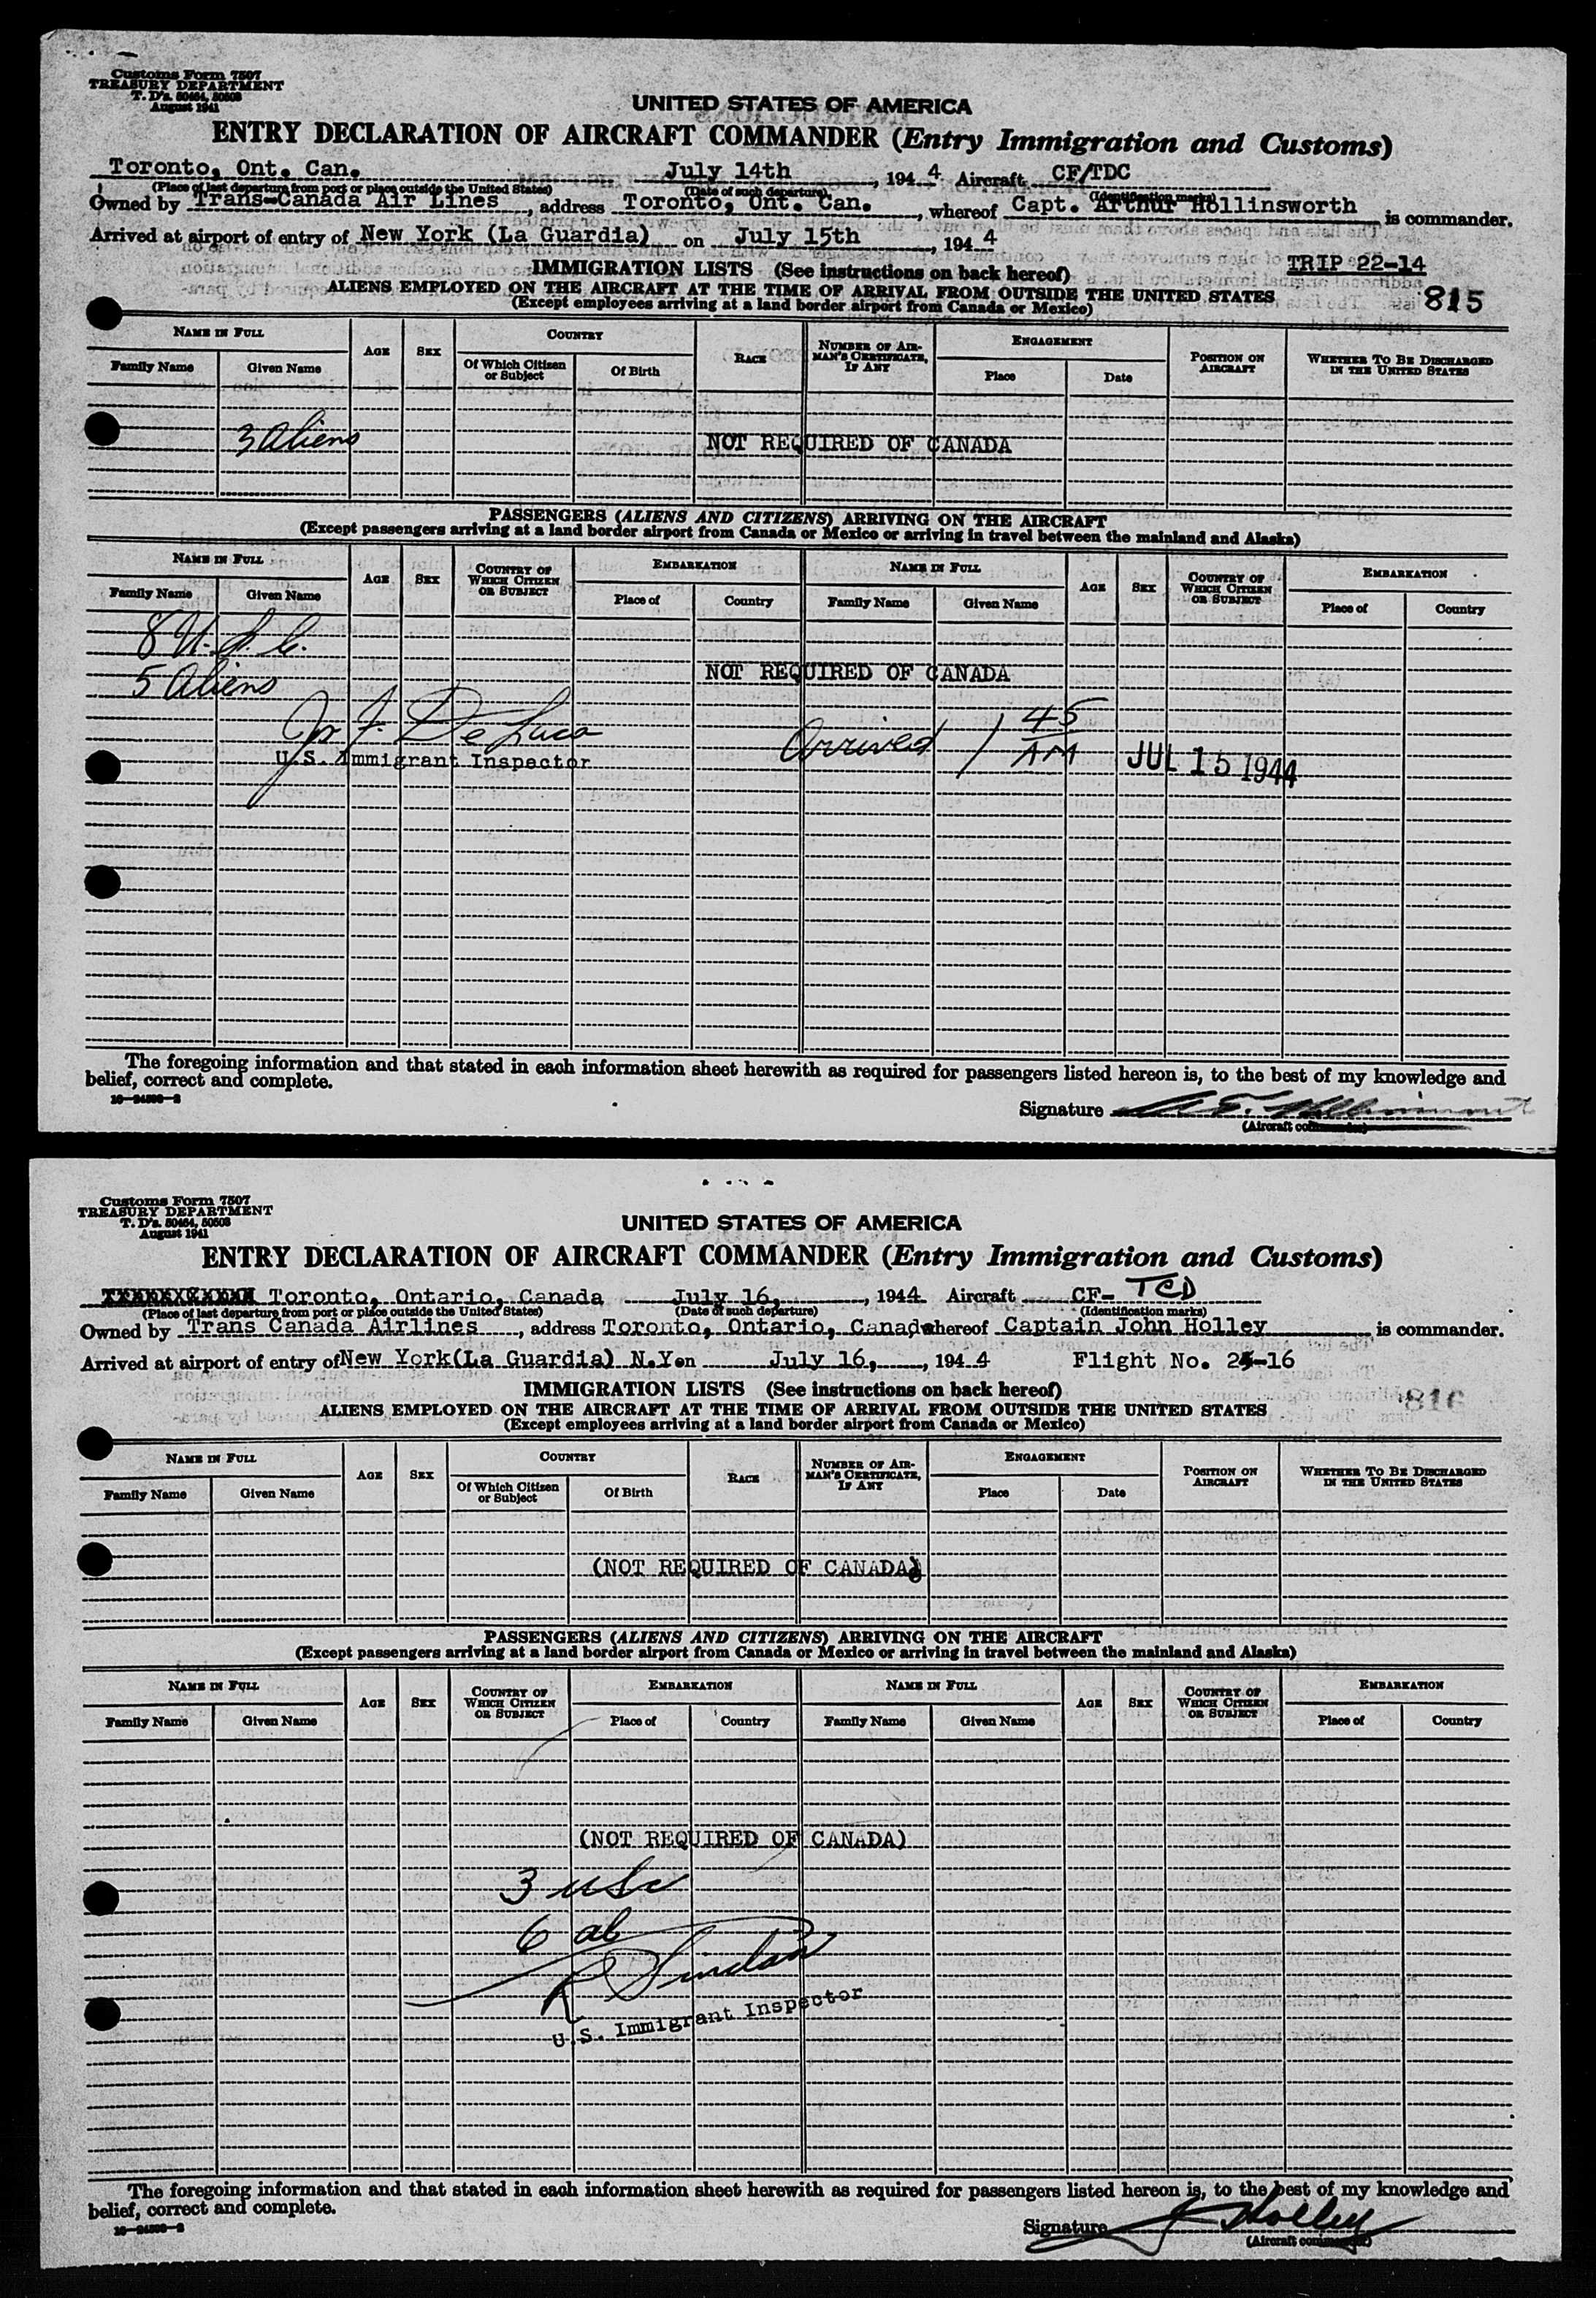 Customs Form 7507
TREASURY DEPARTMENT
T. D's. 50464, 50503
August 1941
UNITED STATES OF AMERICA
ENTRY DECLARATION OF AIRCRAFT COMMANDER (Entry Immigration and Customs)
Toronto, Ont. Can. July 14th, 1944 Aircraft CF/TDC
(Place of last departure from port or place outside the United States) (Date of such departure) (Identification marks)
Owned by Trans-Canada Air Lines, address Toronto, Ont. Can., whereof Capt. Arthur Hollinsworth is commander.
Arrived at airport of entry of New York (La Guardia) on July 15th, 1944
IMMIGRATION LISTS (See instructions on back hereof) TRIP 22-14
ALIENS EMPLOYED ON THE AIRCRAFT AT THE TIME OF ARRIVAL FROM OUTSIDE THE UNITED STATES 815
(Except employees arriving at a land border airport from Canada or Mexico)
NAME IN FULL AGE SEX COUNTRY RACE NUMBER OF AIRMAN'S CERTIFICATE, IF ANY ENGAGEMENT POSITION ON AIRCRAFT WHETHER TO BE DISCHARGED IN THE UNITED STATES
Family Name Given Name Of Which Citizen or Subject Of Birth Place Date
3 Aliens NOT REQUIRED OF CANADA
PASSENGERS (ALIENS AND CITIZENS) ARRIVING ON THE AIRCRAFT
(Except passengers arriving at a land border airport from Canada or Mexico or arriving in travel between the mainland and Alaska)
NAME IN FULL AGE SEX COUNTRY OF WHICH CITIZEN OR SUBJECT EMBARKATION NAME IN FULL AGE SEX COUNTRY OF WHICH CITIZEN OR SUBJECT EMBARKATION
Family Name Given Name Place of Country Family Name Given Name Place of Country
8 U.S.C.
5 Aliens NOT REQUIRED OF CANADA
De Luca Arrived 1 45 AM JUL 15 1944
U.S. Immigrant Inspector
The foregoing information and that stated in each information sheet herewith as required for passengers listed hereon is, to the best of my knowledge and
belief, correct and complete.
Signature
(Aircraft commander)
Customs Form 7507
TREASURY DEPARTMENT
T. D's. 50464, 50503
August 1941
UNITED STATES OF AMERICA
ENTRY DECLARATION OF AIRCRAFT COMMANDER (Entry Immigration and Customs)
Toronto, Ontario, Canada July 16, 1944 Aircraft CF-TCD
(Place of last departure from port or place outside the United States) (Date of such departure) (Identification marks)
Owned by Trans Canada Airlines, address Toronto, Ontario, Canada whereof Captain John Holley is commander.
Arrived at airport of entry of New York(La Guardia) N.Y. on July 16, 1944 Flight No. -16
IMMIGRATION LISTS (See instructions on back hereof) 816
ALIENS EMPLOYED ON THE AIRCRAFT AT THE TIME OF ARRIVAL FROM OUTSIDE THE UNITED STATES
(Except employees arriving at a land border airport from Canada or Mexico)
NAME IN FULL AGE SEX COUNTRY RACE NUMBER OF AIRMAN'S CERTIFICATE, IF ANY ENGAGEMENT POSITION ON AIRCRAFT WHETHER TO BE DISCHARGED IN THE UNITED STATES
Family Name Given Name Of Which Citizen or Subject Of Birth Place Date
(NOT REQUIRED OF CANADA)
PASSENGERS (ALIENS AND CITIZENS) ARRIVING ON THE AIRCRAFT
(Except passengers arriving at a land border airport from Canada or Mexico or arriving in travel between the mainland and Alaska)
NAME IN FULL AGE SEX COUNTRY OF WHICH CITIZEN OR SUBJECT EMBARKATION NAME IN FULL AGE SEX COUNTRY OF WHICH CITIZEN OR SUBJECT EMBARKATION
Family Name Given Name Place of Country Family Name Given Name Place of Country
(NOT REQUIRED OF CANADA)
3 usc
6 al
R Sinclair
U.S. Immigrant Inspector
The foregoing information and that stated in each information sheet herewith as required for passengers listed hereon is, to the best of my knowledge and
belief, correct and complete.
Signature J Holley
(Aircraft commander)